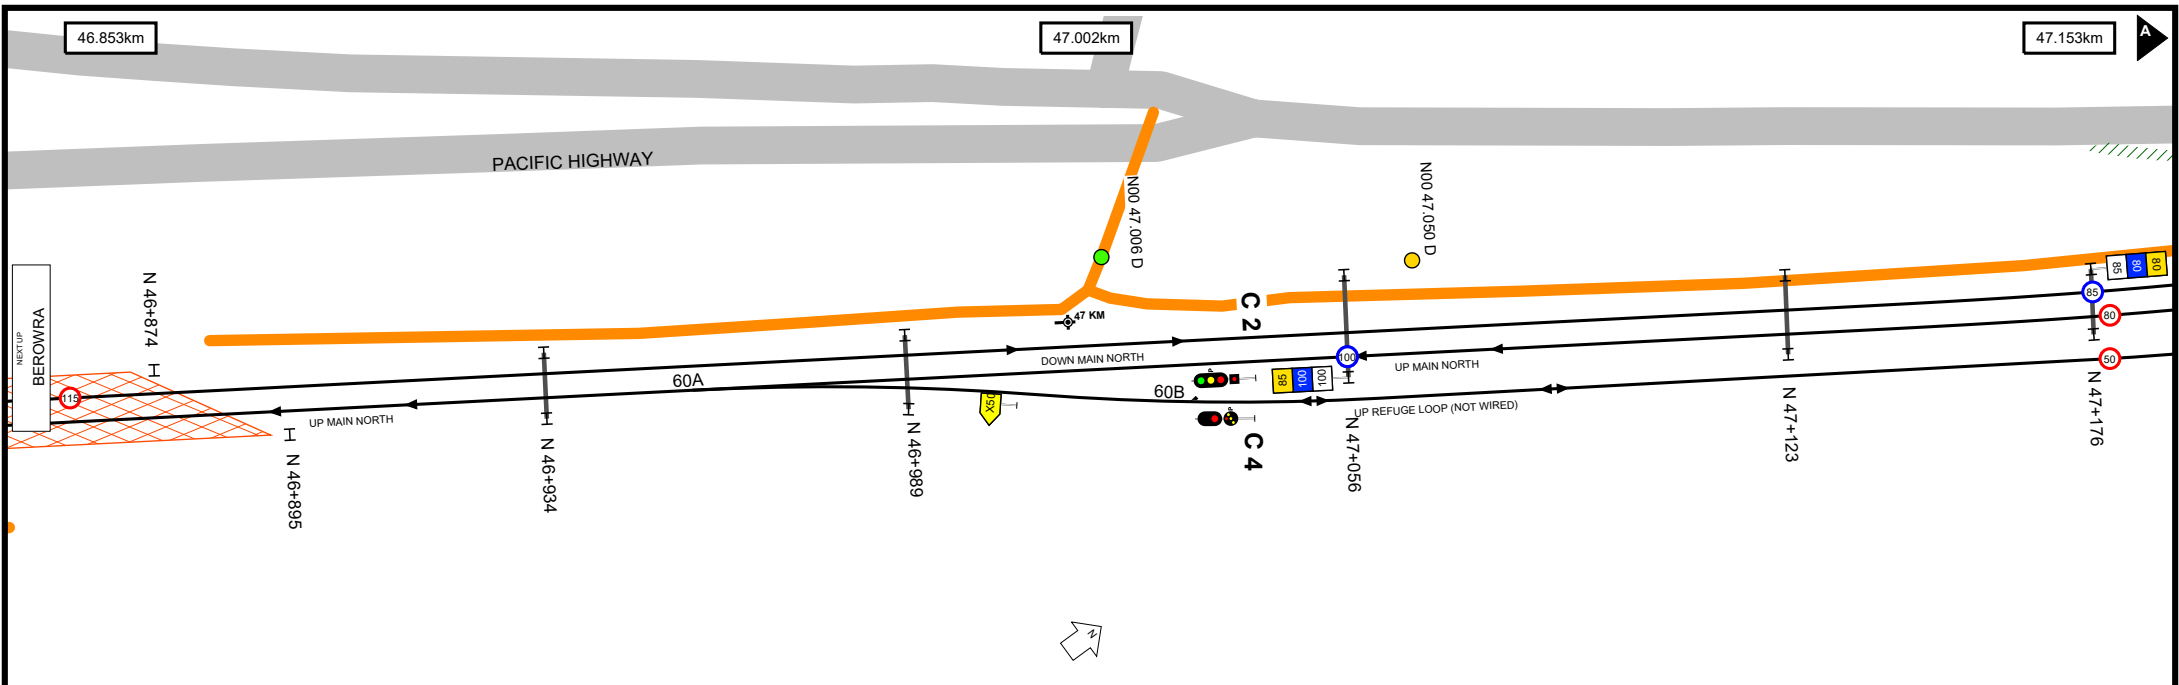 46.853km
47.002km
47.153km
A
PACIFIC HIGHWAY
N00 47.006 D
N00 47.050 D
NEXT UP
BEROWRA
N 46+874
C 2
47 KM
85
80
80
85
80
50
115
DOWN MAIN NORTH
100
UP MAIN NORTH
60A
P
85
100
100
60B
X50
UP MAIN NORTH
P
UP REFUGE LOOP (NOT WIRED)
C 4
N 46+895
N 46+934
N 46+989
N 47+056
N 47+123
N 47+176
N